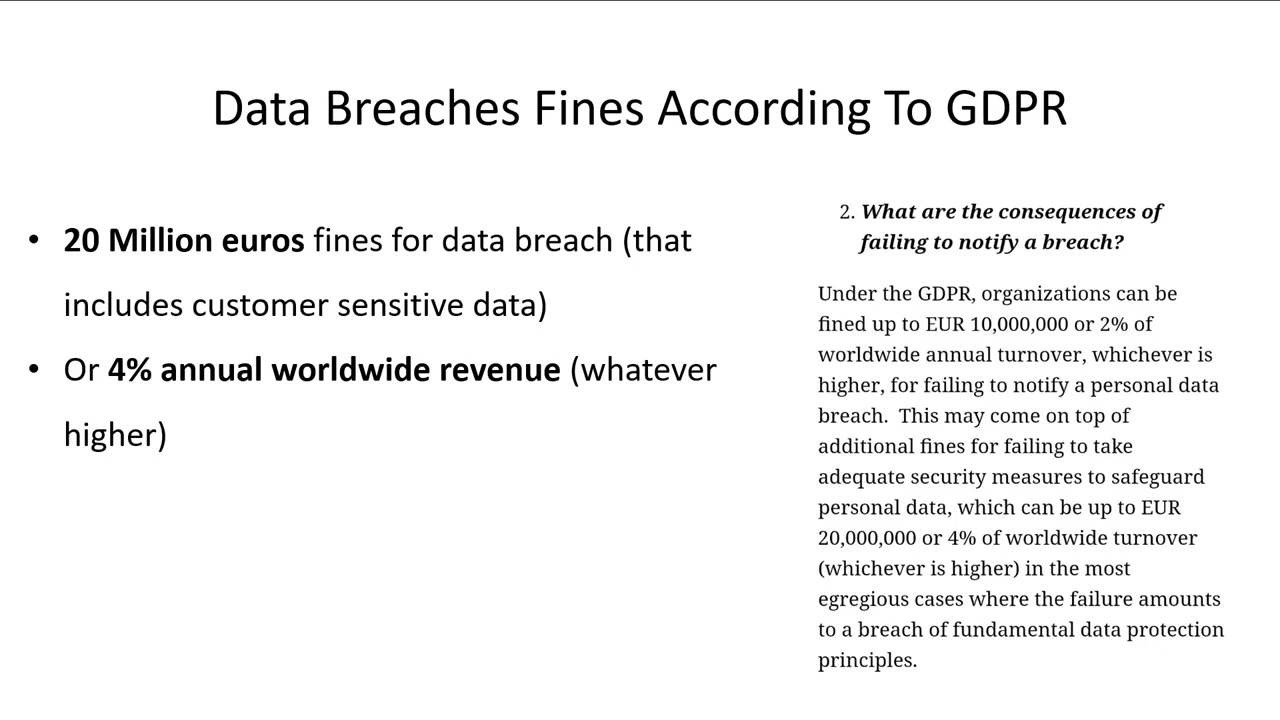 Data Breaches Fines According To GDPR
• 20 Million euros fines for data breach (that
includes customer sensitive data)
• Or 4% annual worldwide revenue (whatever
higher)
2. What are the consequences of
failing to notify a breach?
Under the GDPR, organizations can be
fined up to EUR 10,000,000 or 2% of
worldwide annual turnover, whichever is
higher, for failing to notify a personal data
breach.  This may come on top of
additional fines for failing to take
adequate security measures to safeguard
personal data, which can be up to EUR
20,000,000 or 4% of worldwide turnover
(whichever is higher) in the most
egregious cases where the failure amounts
to a breach of fundamental data protection
principles.